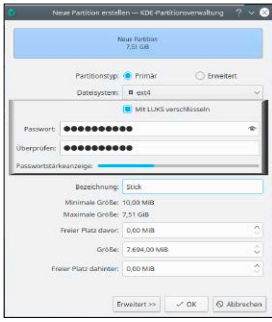 Neue Partition erstellen — KDE-Partitionsverwaltung
Neue Partition
7,51 GiB
Partitionstyp: Primär Erweitert
Dateisystem: ext4
Mit LUKS verschlüsseln
Passwort: ●●●●●●●●●●
Überprüfen: ●●●●●●●●●●
Passwortstärkeanzeige:
Bezeichnung: Stick
Minimale Größe: 10,00 MiB
Maximale Größe: 7,51 GiB
Freier Platz davor: 0,00 MiB
Größe: 7.694,00 MiB
Freier Platz dahinter: 0,00 MiB
Erweitert >> OK Abbrechen